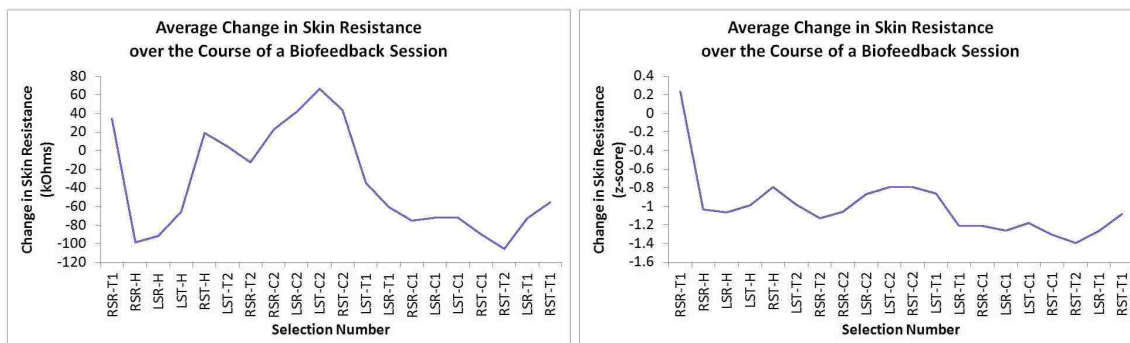 Average Change in Skin Resistance
over the Course of a Biofeedback Session
80
60
40
20
0
-20
-40
-60
-80
-100
-120
Change in Skin Resistance
(kOhms)
RSR-T1
RSR-H
LSR-H
LST-H
RST-H
LST-T2
RSR-T2
RSR-C2
LSR-C2
LST-C2
RST-C2
LST-T1
LSR-T1
RSR-C1
LSR-C1
LST-C1
RST-C1
RST-T2
LSR-T1
RST-T1
Selection Number
Average Change in Skin Resistance
over the Course of a Biofeedback Session
0.4
0.2
0
-0.2
-0.4
-0.6
-0.8
-1
-1.2
-1.4
-1.6
Change in Skin Resistance
(z-score)
RSR-T1
RSR-H
LSR-H
LST-H
RST-H
LST-T2
RSR-T2
RSR-C2
LSR-C2
LST-C2
RST-C2
LST-T1
LSR-T1
RSR-C1
LSR-C1
LST-C1
RST-C1
RST-T2
LSR-T1
RST-T1
Selection Number